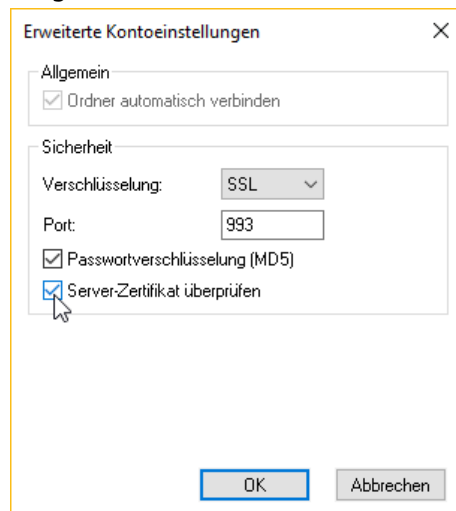 Erweiterte Kontoeinstellungen
Allgemein
Ordner automatisch verbinden
Sicherheit
Verschlüsselung: SSL
Port: 993
Passwortverschlüsselung (MD5)
Server-Zertifikat überprüfen
OK Abbrechen